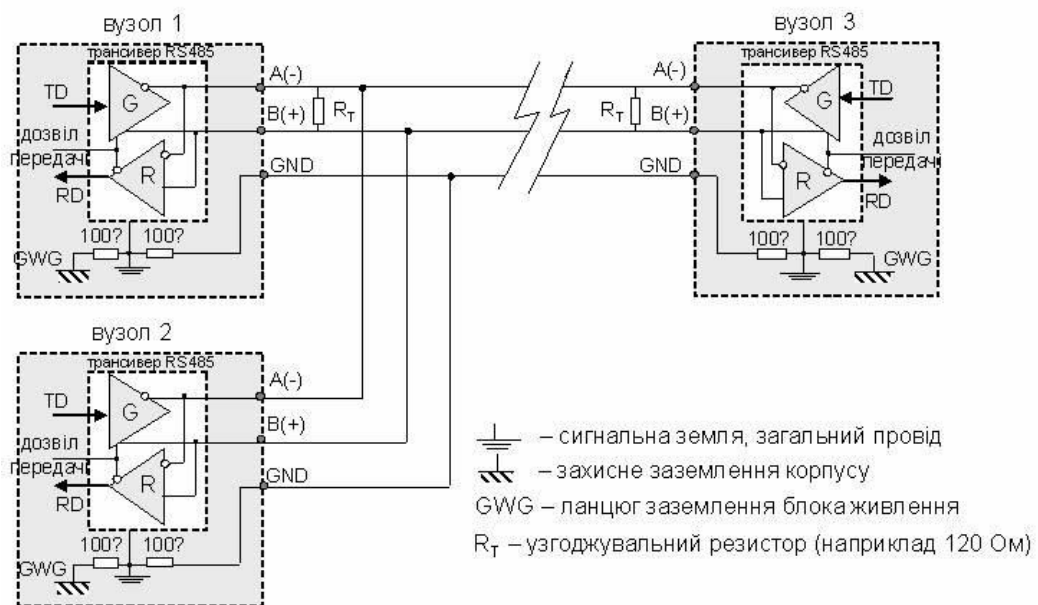 вузол 1
трансивер RS485
TD
G
дозвіл
передачі
R
RD
100?
100?
GWG
A(-)
B(+)
R_T
GND
вузол 3
трансивер RS485
A(-)
R_T
B(+)
GND
G
TD
дозвіл
передачі
R
RD
100?
100?
GWG
вузол 2
трансивер RS485
TD
G
дозвіл
передачі
R
RD
100?
100?
GWG
A(-)
B(+)
GND
– сигнальна земля, загальний провід
– захисне заземлення корпусу
GWG – ланцюг заземлення блока живлення
R_T – узгоджувальний резистор (наприклад 120 Ом)